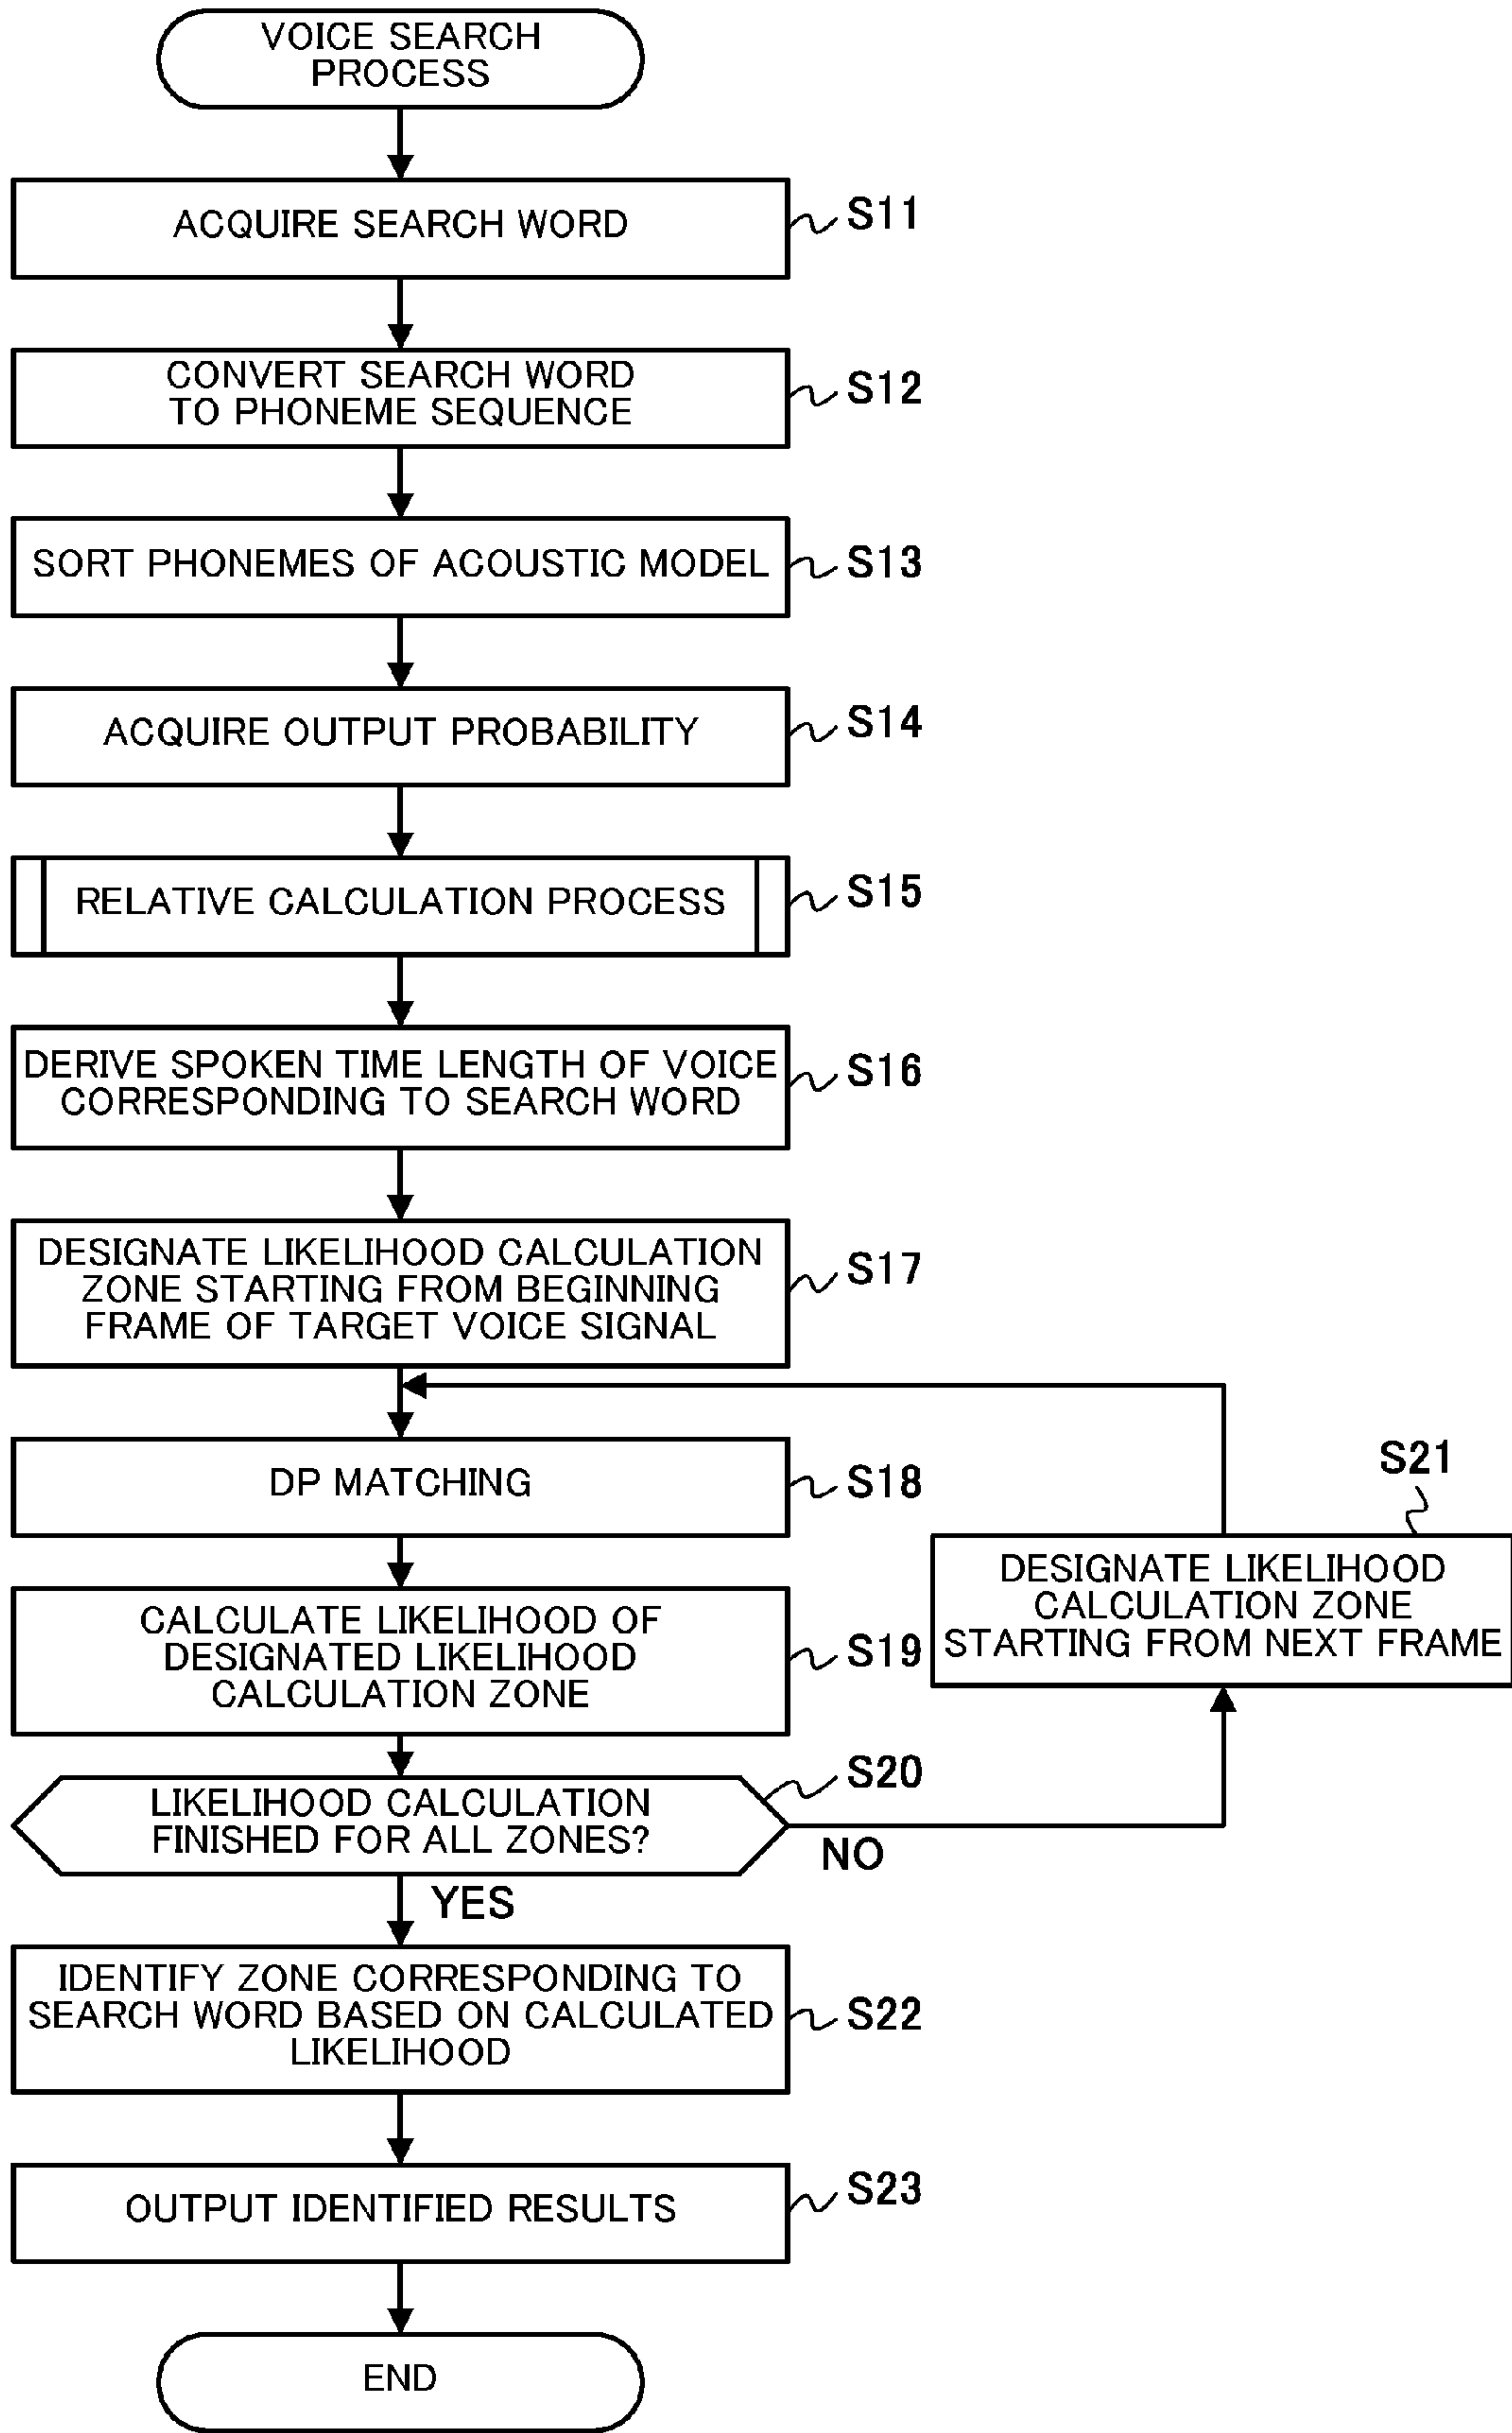 VOICE SEARCH
PROCESS
ACQUIRE SEARCH WORD
S11
CONVERT SEARCH WORD
TO PHONEME SEQUENCE
S12
SORT PHONEMES OF ACOUSTIC MODEL
S13
ACQUIRE OUTPUT PROBABILITY
S14
RELATIVE CALCULATION PROCESS
S15
DERIVE SPOKEN TIME LENGTH OF VOICE
CORRESPONDING TO SEARCH WORD
S16
DESIGNATE LIKELIHOOD CALCULATION
ZONE STARTING FROM BEGINNING
FRAME OF TARGET VOICE SIGNAL
S17
DP MATCHING
S18
S21
DESIGNATE LIKELIHOOD
CALCULATION ZONE
STARTING FROM NEXT FRAME
CALCULATE LIKELIHOOD OF
DESIGNATED LIKELIHOOD
CALCULATION ZONE
S19
LIKELIHOOD CALCULATION
FINISHED FOR ALL ZONES?
S20
NO
YES
IDENTIFY ZONE CORRESPONDING TO
SEARCH WORD BASED ON CALCULATED
LIKELIHOOD
S22
OUTPUT IDENTIFIED RESULTS
S23
END